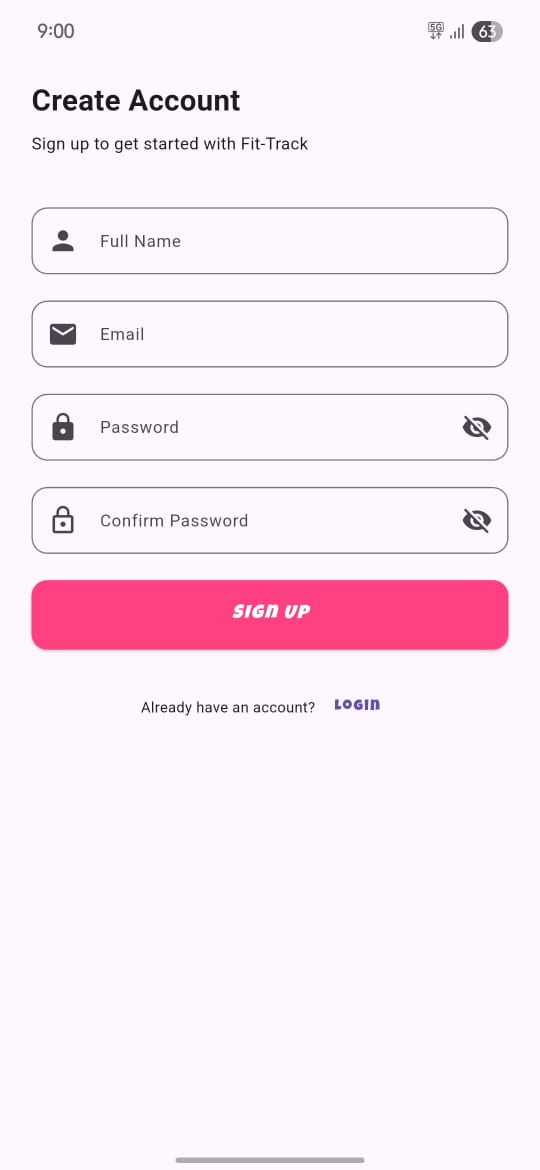 9:00
5G
63
Create Account
Sign up to get started with Fit-Track
Full Name
Email
Password
Confirm Password
SIGN UP
Already have an account? LOGIN